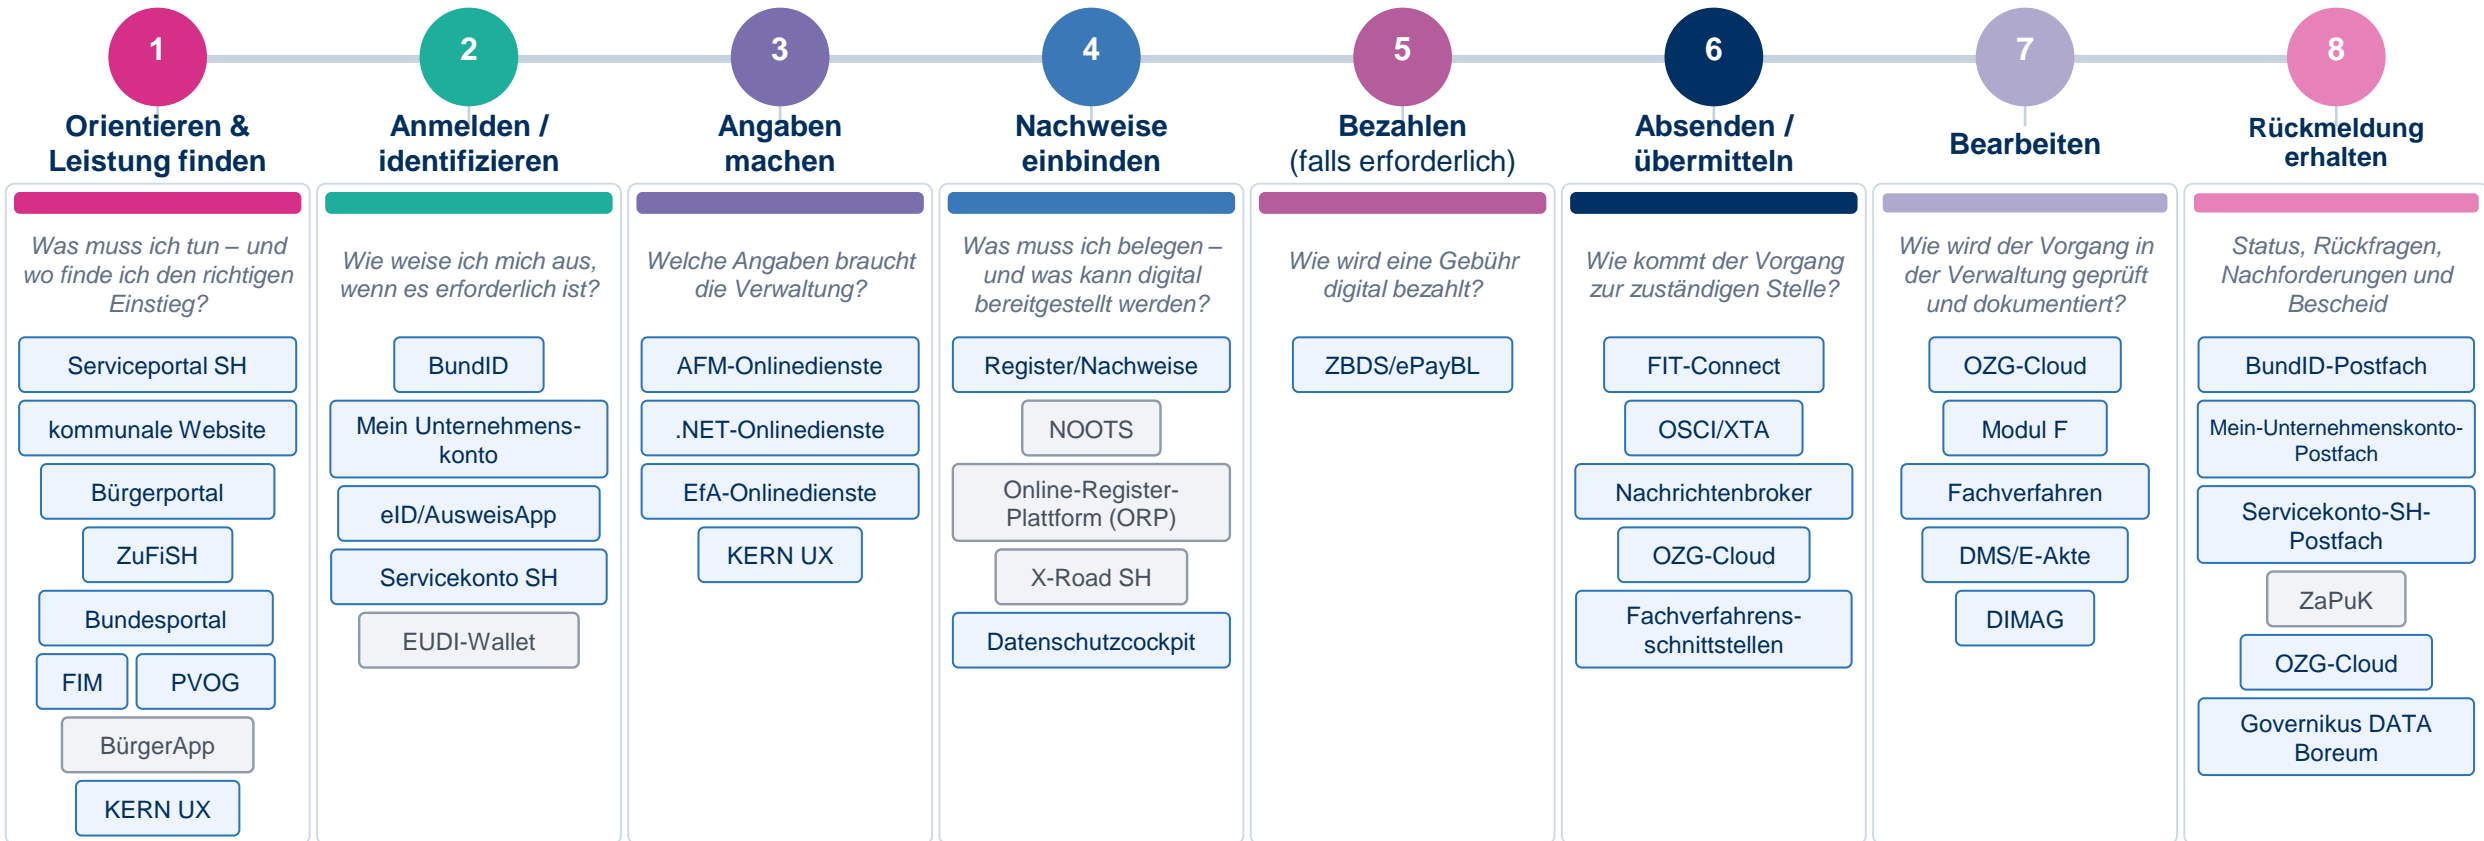 1
Orientieren &
Leistung finden
Was muss ich tun – und
wo finde ich den richtigen
Einstieg?
Serviceportal SH
kommunale Website
Bürgerportal
ZuFiSH
Bundesportal
FIM
PVOG
BürgerApp
KERN UX
2
Anmelden /
identifizieren
Wie weise ich mich aus,
wenn es erforderlich ist?
BundID
Mein Unternehmens-
konto
eID/AusweisApp
Servicekonto SH
EUDI-Wallet
3
Angaben
machen
Welche Angaben braucht
die Verwaltung?
AFM-Onlinedienste
.NET-Onlinedienste
EfA-Onlinedienste
KERN UX
4
Nachweise
einbinden
Was muss ich belegen –
und was kann digital
bereitgestellt werden?
Register/Nachweise
NOOTS
Online-Register-
Plattform (ORP)
X-Road SH
Datenschutzcockpit
5
Bezahlen
(falls erforderlich)
Wie wird eine Gebühr
digital bezahlt?
ZBDS/ePayBL
6
Absenden /
übermitteln
Wie kommt der Vorgang
zur zuständigen Stelle?
FIT-Connect
OSCI/XTA
Nachrichtenbroker
OZG-Cloud
Fachverfahrens-
schnittstellen
7
Bearbeiten
Wie wird der Vorgang in
der Verwaltung geprüft
und dokumentiert?
OZG-Cloud
Modul F
Fachverfahren
DMS/E-Akte
DIMAG
8
Rückmeldung
erhalten
Status, Rückfragen,
Nachforderungen und
Bescheid
BundID-Postfach
Mein-Unternehmenskonto-
Postfach
Servicekonto-SH-
Postfach
ZaPuK
OZG-Cloud
Governikus DATA
Boreum